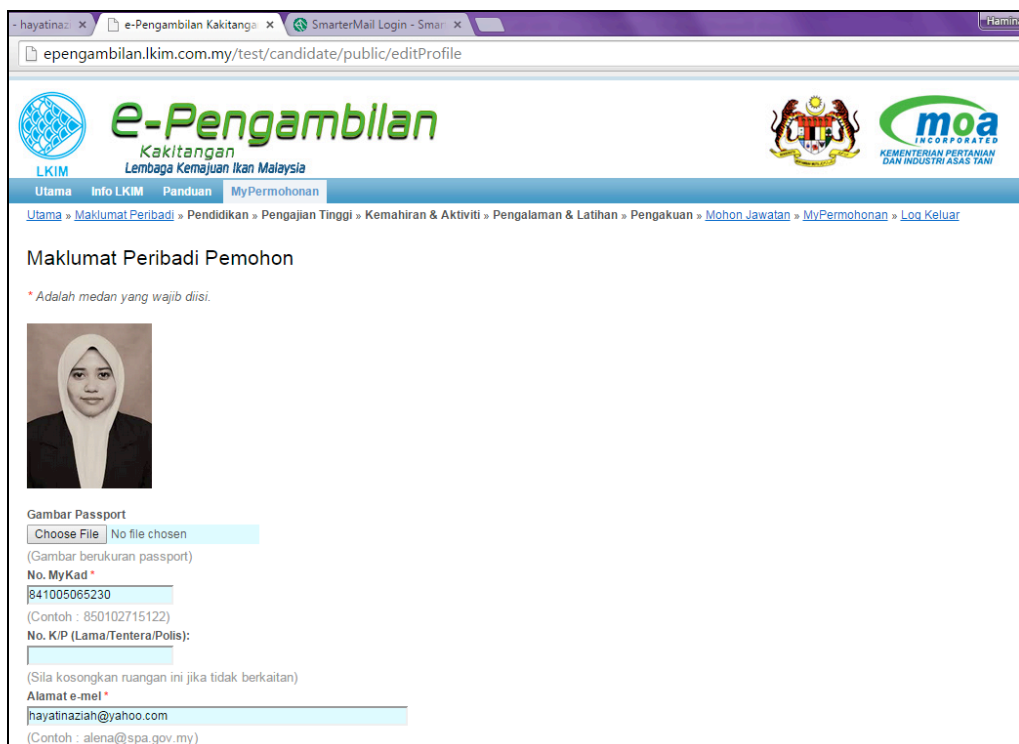 - hayatinaz
e-Pengambilan Kakitanga
SmarterMail Login - Smar
Hamin
epengambilan.lkim.com.my/test/candidate/public/editProfile
LKIM
e-Pengambilan
Kakitangan
Lembaga Kemajuan Ikan Malaysia
moa
INCORPORATED
KEMENTERIAN PERTANIAN
DAN INDUSTRI ASAS TANI
Utama Info LKIM Panduan MyPermohonan
Utama » Maklumat Peribadi » Pendidikan » Pengajian Tinggi » Kemahiran & Aktiviti » Pengalaman & Latihan » Pengakuan » Mohon Jawatan » MyPermohonan » Log Keluar
Maklumat Peribadi Pemohon
* Adalah medan yang wajib diisi.
Gambar Passport
Choose File No file chosen
(Gambar berukuran passport)
No. MyKad *
841005065230
(Contoh : 850102715122)
No. K/P (Lama/Tentera/Polis):
(Sila kosongkan ruangan ini jika tidak berkaitan)
Alamat e-mel *
hayatinaziah@yahoo.com
(Contoh : alena@spa.gov.my)